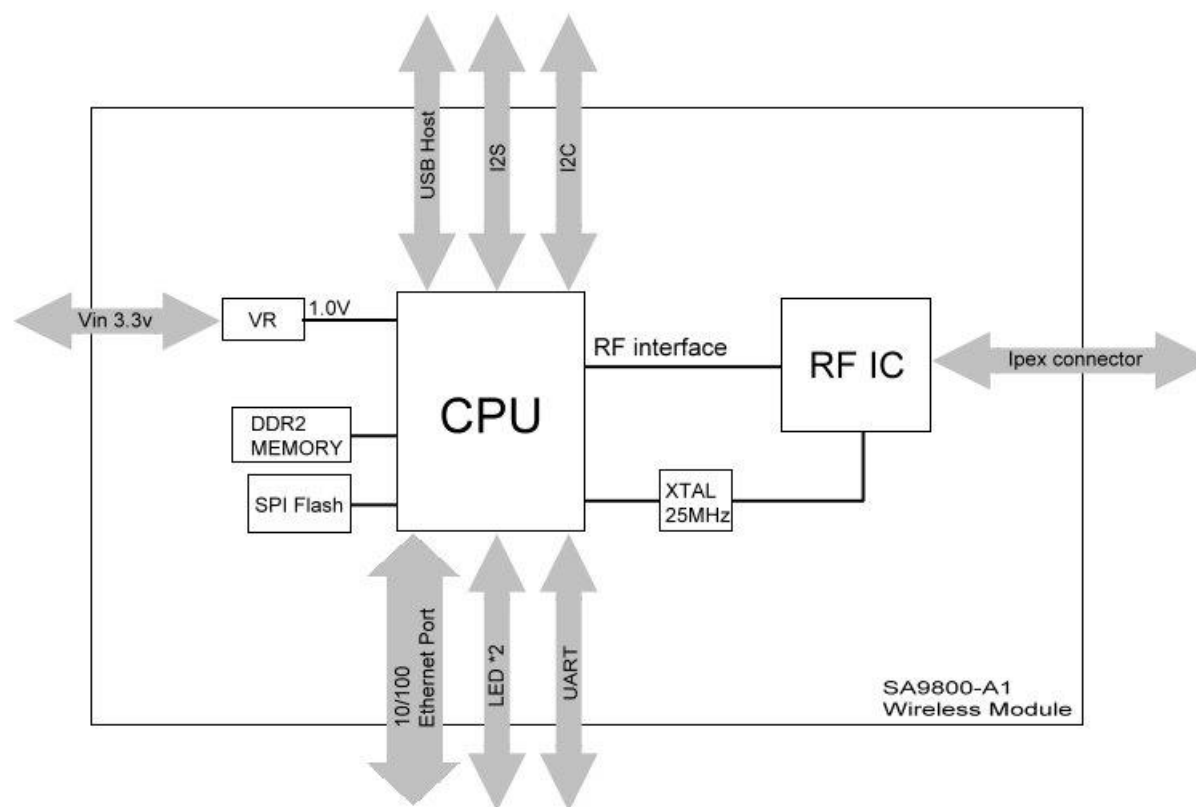 USB Host
I2S
I2C
Vin 3.3v
VR
1.0V
CPU
RF interface
RF IC
Ipex connector
DDR2
MEMORY
SPI Flash
XTAL
25MHz
10/100
Ethernet Port
LED *2
UART
SA9800-A1
Wireless Module